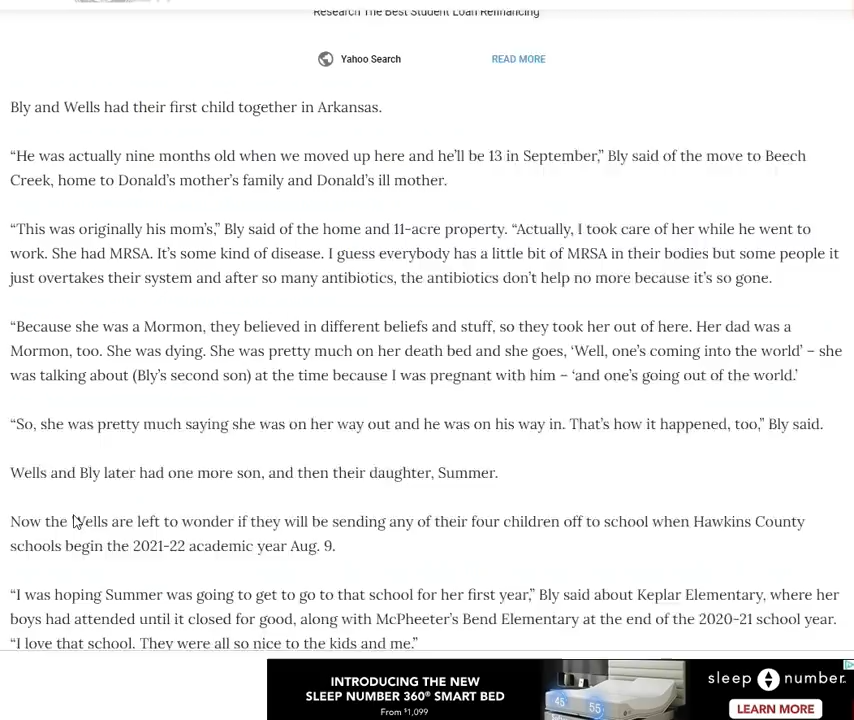 Research The Best Student Loan Refinancing
Yahoo Search
READ MORE
Bly and Wells had their first child together in Arkansas.
“He was actually nine months old when we moved up here and he’ll be 13 in September,” Bly said of the move to Beech
Creek, home to Donald’s mother’s family and Donald’s ill mother.
“This was originally his mom’s,” Bly said of the home and 11-acre property. “Actually, I took care of her while he went to
work. She had MRSA. It’s some kind of disease. I guess everybody has a little bit of MRSA in their bodies but some people it
just overtakes their system and after so many antibiotics, the antibiotics don’t help no more because it’s so gone.
“Because she was a Mormon, they believed in different beliefs and stuff, so they took her out of here. Her dad was a
Mormon, too. She was dying. She was pretty much on her death bed and she goes, ‘Well, one’s coming into the world’ – she
was talking about (Bly’s second son) at the time because I was pregnant with him – ‘and one’s going out of the world.’
“So, she was pretty much saying she was on her way out and he was on his way in. That’s how it happened, too,” Bly said.
Wells and Bly later had one more son, and then their daughter, Summer.
Now the Wells are left to wonder if they will be sending any of their four children off to school when Hawkins County
schools begin the 2021-22 academic year Aug. 9.
“I was hoping Summer was going to get to go to that school for her first year,” Bly said about Keplar Elementary, where her
boys had attended until it closed for good, along with McPheeter’s Bend Elementary at the end of the 2020-21 school year.
“I love that school. They were all so nice to the kids and me.”
INTRODUCING THE NEW
SLEEP NUMBER 360® SMART BED
From $1,099
45
55
sleep number.
LEARN MORE